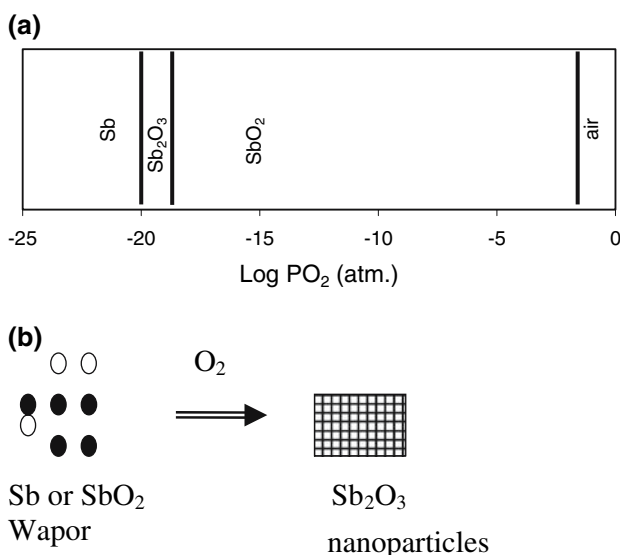 (a)
Sb
Sb₂O₃
SbO₂
air
-25 -20 -15 -10 -5 0
Log PO₂ (atm.)
(b)
O₂
Sb or SbO₂
Wapor
Sb₂O₃
nanoparticles